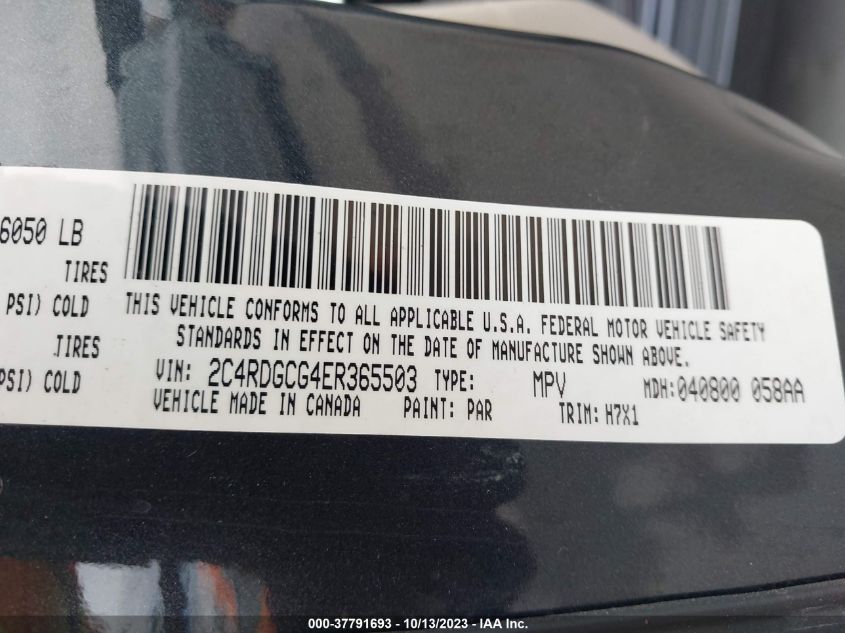 6050 LB
TIRES
PSI) COLD
TIRES
PSI) COLD
THIS VEHICLE CONFORMS TO ALL APPLICABLE U.S.A. FEDERAL MOTOR VEHICLE SAFETY
STANDARDS IN EFFECT ON THE DATE OF MANUFACTURE SHOWN ABOVE.
VIN: 2C4RDGCG4ER365503 TYPE: MPV MDH:040800 058AA
VEHICLE MADE IN CANADA PAINT: PAR TRIM: H7X1
000-37791693 - 10/13/2023 - IAA Inc.